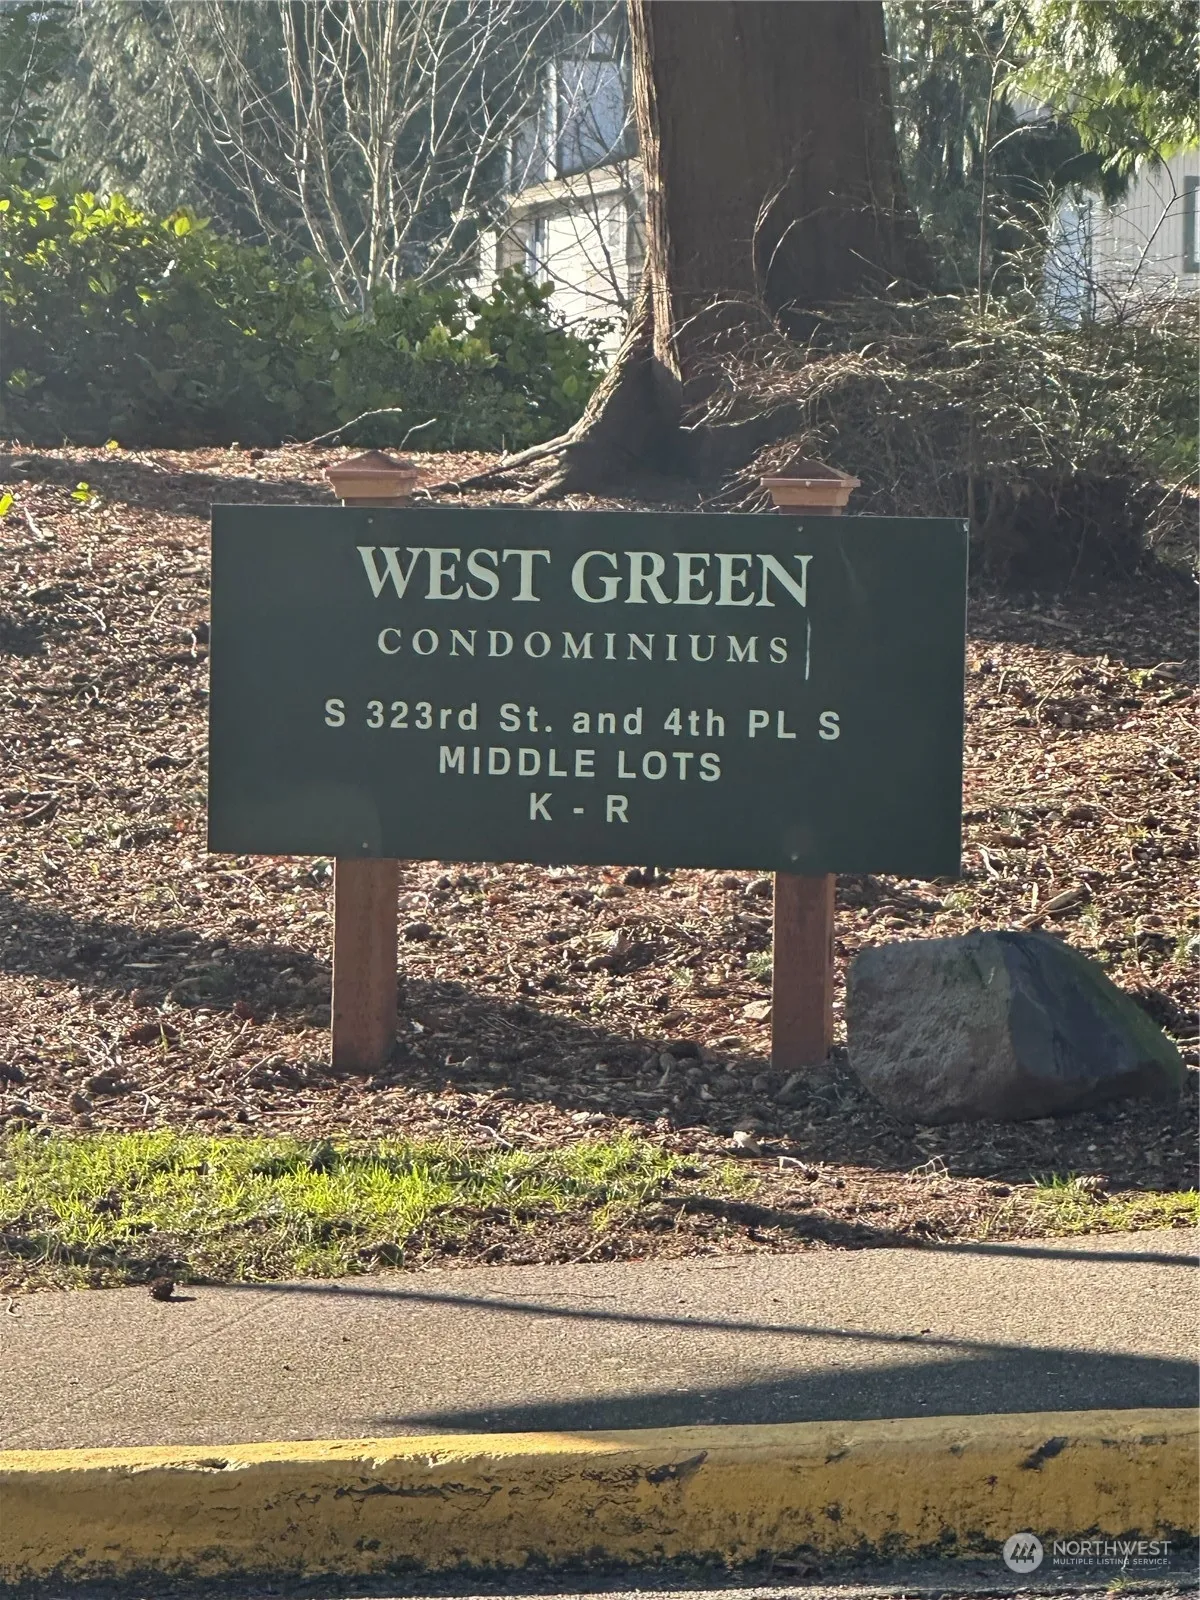 WEST GREEN
CONDOMINIUMS
S 323rd St. and 4th PL S
MIDDLE LOTS
K - R
NORTHWEST
MULTIPLE LISTING SERVICE